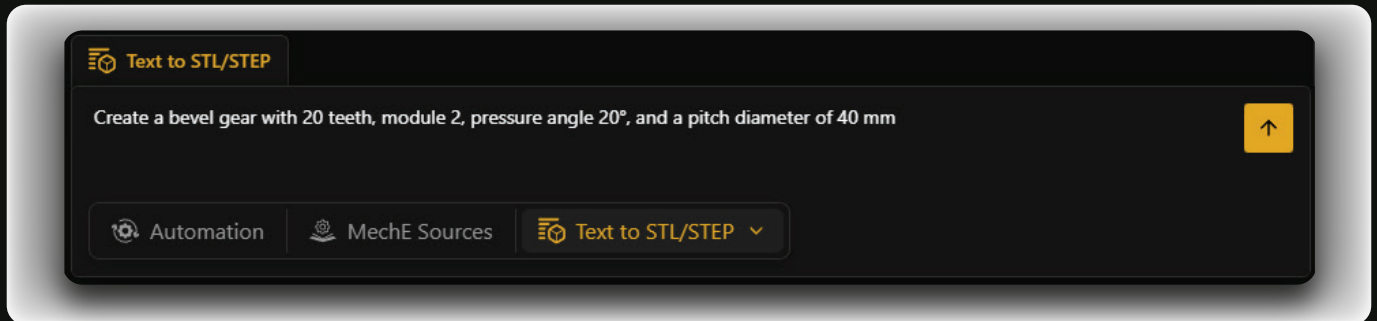 Text to STL/STEP
Create a bevel gear with 20 teeth, module 2, pressure angle 20°, and a pitch diameter of 40 mm
Automation MechE Sources Text to STL/STEP